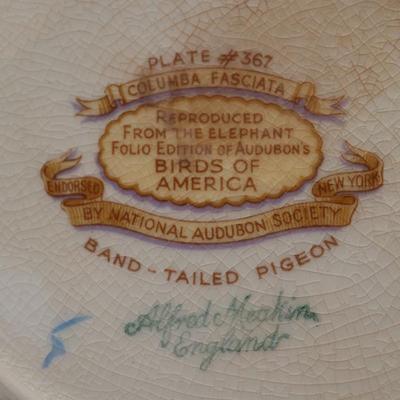 PLATE #367
COLUMBA FASCIATA
REPRODUCED
FROM THE ELEPHANT
FOLIO EDITION OF AUDUBON'S
BIRDS OF
AMERICA
ENDORSED
NEW YORK
BY NATIONAL AUDUBON SOCIETY
BAND-TAILED PIGEON
Alfred Meakin
England